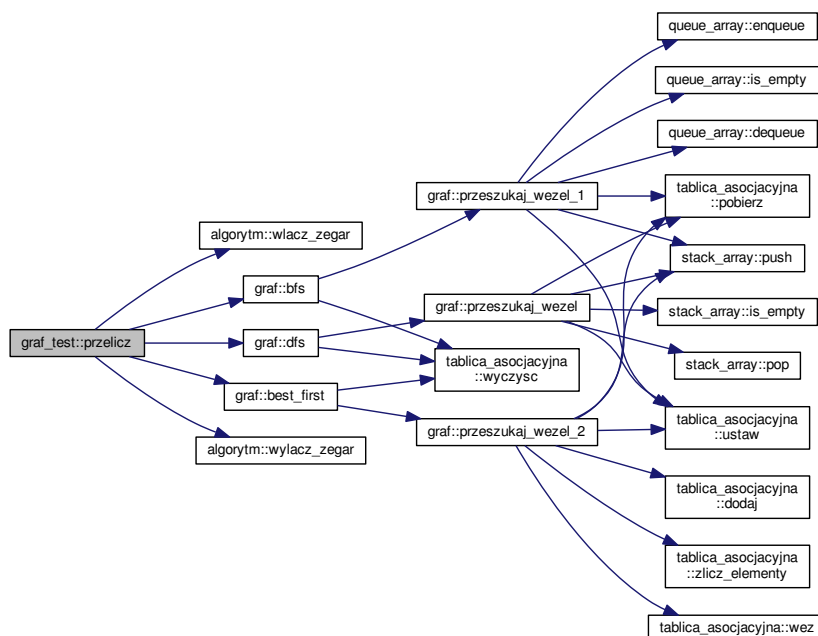 queue_array::enqueue
queue_array::is_empty
queue_array::dequeue
graf::przeszukaj_wezel_1
tablica_asocjacyjna
::pobierz
algorytm::wlacz_zegar
stack_array::push
graf::bfs
graf::przeszukaj_wezel
stack_array::is_empty
graf_test::przelicz
graf::dfs
tablica_asocjacyjna
::wyczysc
stack_array::pop
graf::best_first
tablica_asocjacyjna
::ustaw
graf::przeszukaj_wezel_2
algorytm::wylacz_zegar
tablica_asocjacyjna
::dodaj
tablica_asocjacyjna
::zlicz_elementy
tablica_asocjacyjna::wez